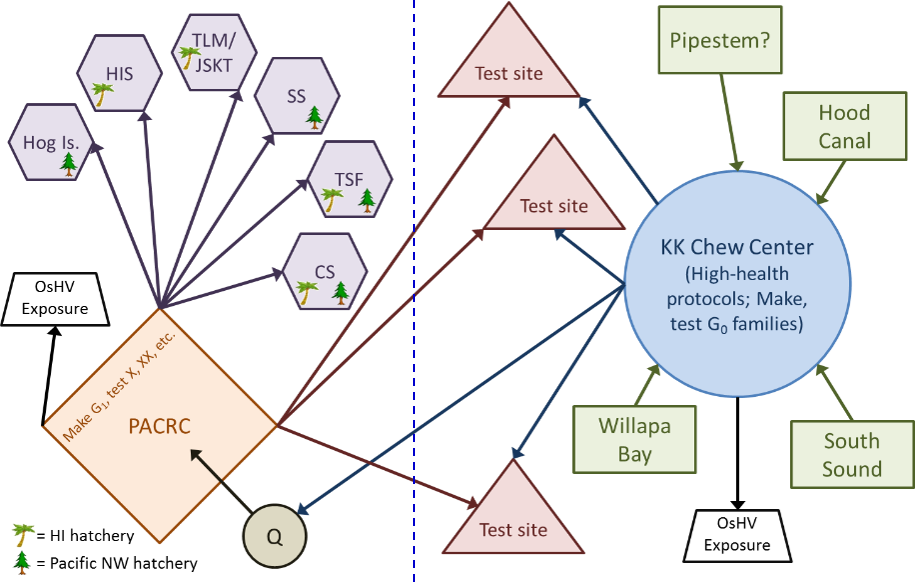 TLM/
JSKT
HIS
SS
Hog Is.
TSF
CS
OsHV
Exposure
Make G1, test X, XX, etc.
PACRC
Q
= HI hatchery
= Pacific NW hatchery
Test site
Test site
Test site
Pipestem?
Hood
Canal
KK Chew Center
(High-health
protocols; Make,
test G0 families)
Willapa
Bay
South
Sound
OsHV
Exposure